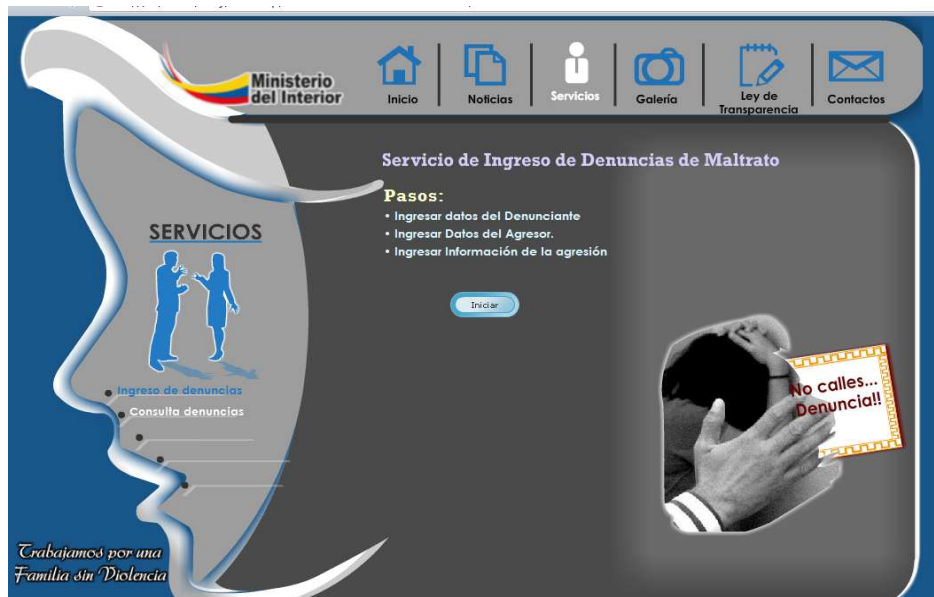 Ministerio
del Interior
Inicio
Noticias
Servicios
Galería
Ley de
Transparencia
Contactos
Servicio de Ingreso de Denuncias de Maltrato
Pasos:
• Ingresar datos del Denunciante
• Ingresar Datos del Agresor.
• Ingresar Información de la agresión
Iniciar
SERVICIOS
Ingreso de denuncias
Consulta denuncias
No calles...
Denuncia!!
Trabajamos por una
Familia sin Violencia